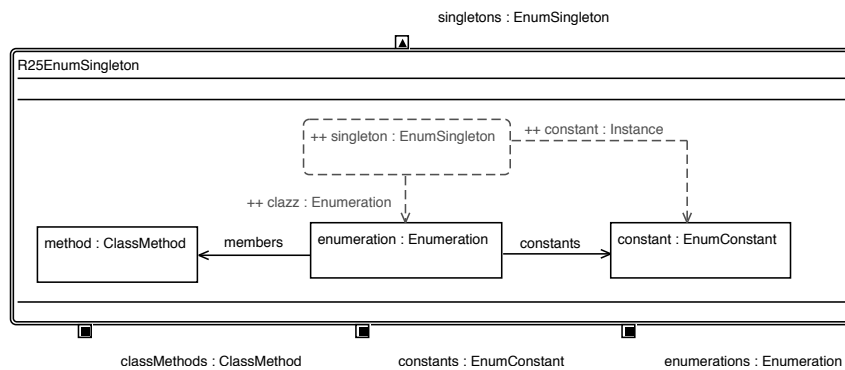 singletons : EnumSingleton
R25EnumSingleton
++ singleton : EnumSingleton
++ constant : Instance
++ clazz : Enumeration
method : ClassMethod
members
enumeration : Enumeration
constants
constant : EnumConstant
classMethods : ClassMethod
constants : EnumConstant
enumerations : Enumeration